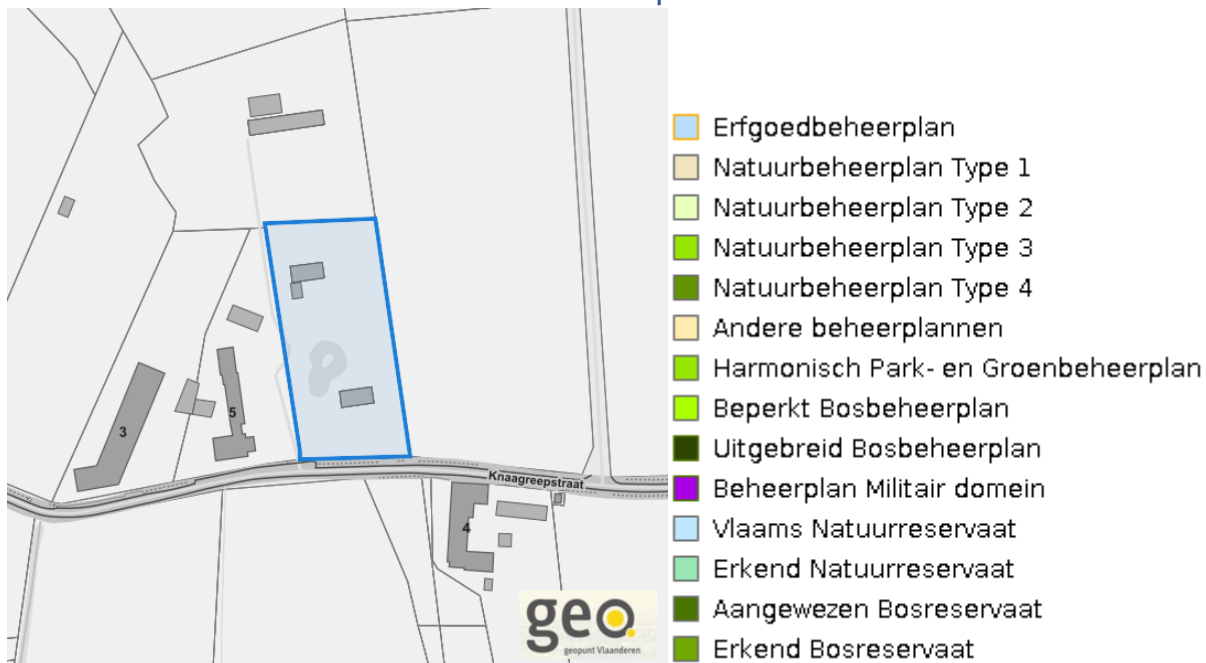 3
5
Knaagreepstraat
4
geo.
geopunt Vlaanderen
Erfgoedbeheerplan
Natuurbeheerplan Type 1
Natuurbeheerplan Type 2
Natuurbeheerplan Type 3
Natuurbeheerplan Type 4
Andere beheerplannen
Harmonisch Park- en Groenbeheerplan
Beperkt Bosbeheerplan
Uitgebreid Bosbeheerplan
Beheerplan Militair domein
Vlaams Natuurreservaat
Erkend Natuurreservaat
Aangewezen Bosreservaat
Erkend Bosreservaat